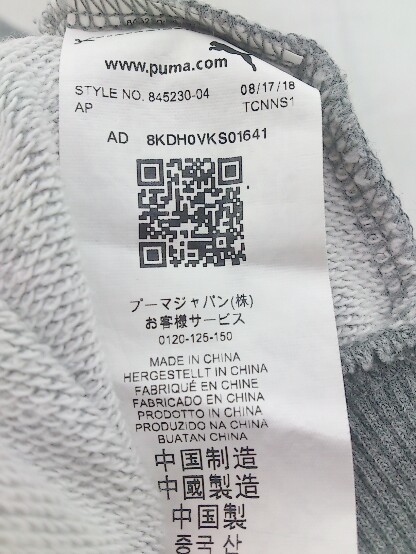 www.puma.com
STYLE NO. 845230-04 08/17/18
AP TCNNS1
AD 8KDH0VKS01641
プーマジャパン(株)
お客様サービス
0120-125-150
MADE IN CHINA
HERGESTELLT IN CHINA
FABRIQUÉ EN CHINE
FABRICADO EN CHINA
PRODOTTO IN CHINA
PRODUZIDO NA CHINA
BUATAN CHINA
中国制造
中國製造
中国製
중국 산